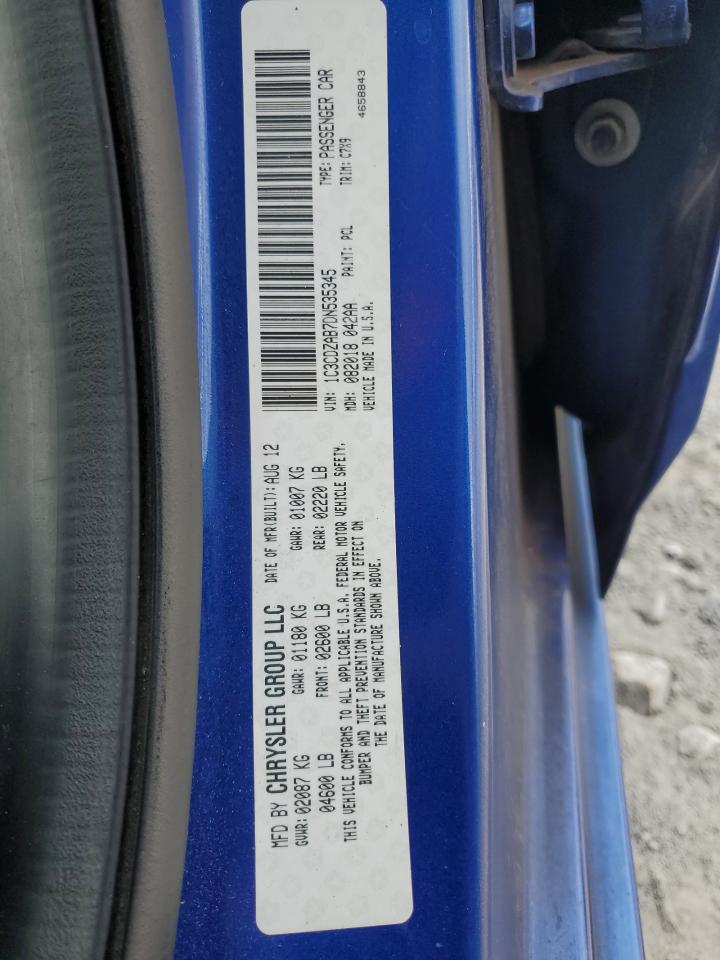 MFD BY CHRYSLER GROUP LLC DATE OF MFR(BUILT): AUG 12
GVWR: 02087 KG GAWR: 01180 KG GAWR: 01007 KG
04600 LB FRONT: 02600 LB REAR: 02220 LB
THIS VEHICLE CONFORMS TO ALL APPLICABLE U.S.A. FEDERAL MOTOR VEHICLE SAFETY,
BUMPER AND THEFT PREVENTION STANDARDS IN EFFECT ON
THE DATE OF MANUFACTURE SHOWN ABOVE.
VIN: 1C3CDZAB7DN535345 TYPE: PASSENGER CAR
MDH: 082018 042AA PAINT: PCL TRIM: C7X9
VEHICLE MADE IN U.S.A. 4658843